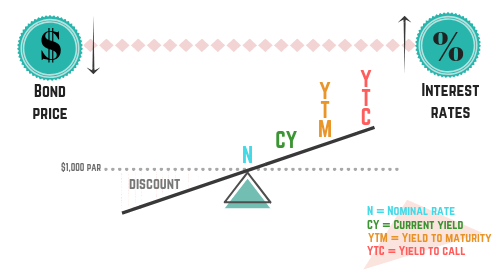 $
%
BOND
PRICE
INTEREST
RATES
Y
T
C
Y
T
M
CY
N
$1,000 PAR
DISCOUNT
N = NOMINAL RATE
CY = CURRENT YIELD
YTM = YIELD TO MATURITY
YTC = YIELD TO CALL